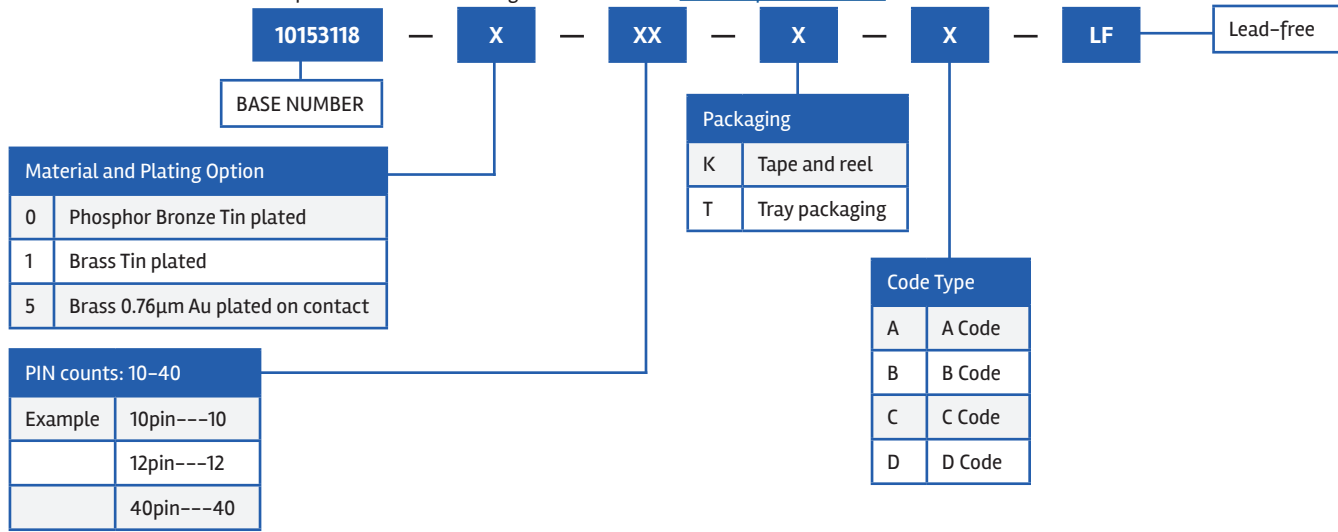 10153118 — X — XX — X — X — LF Lead-free
BASE NUMBER
Material and Plating Option
0 Phosphor Bronze Tin plated
1 Brass Tin plated
5 Brass 0.76μm Au plated on contact
PIN counts: 10-40
Example 10pin---10
12pin---12
40pin---40
Packaging
K Tape and reel
T Tray packaging
Code Type
A A Code
B B Code
C C Code
D D Code